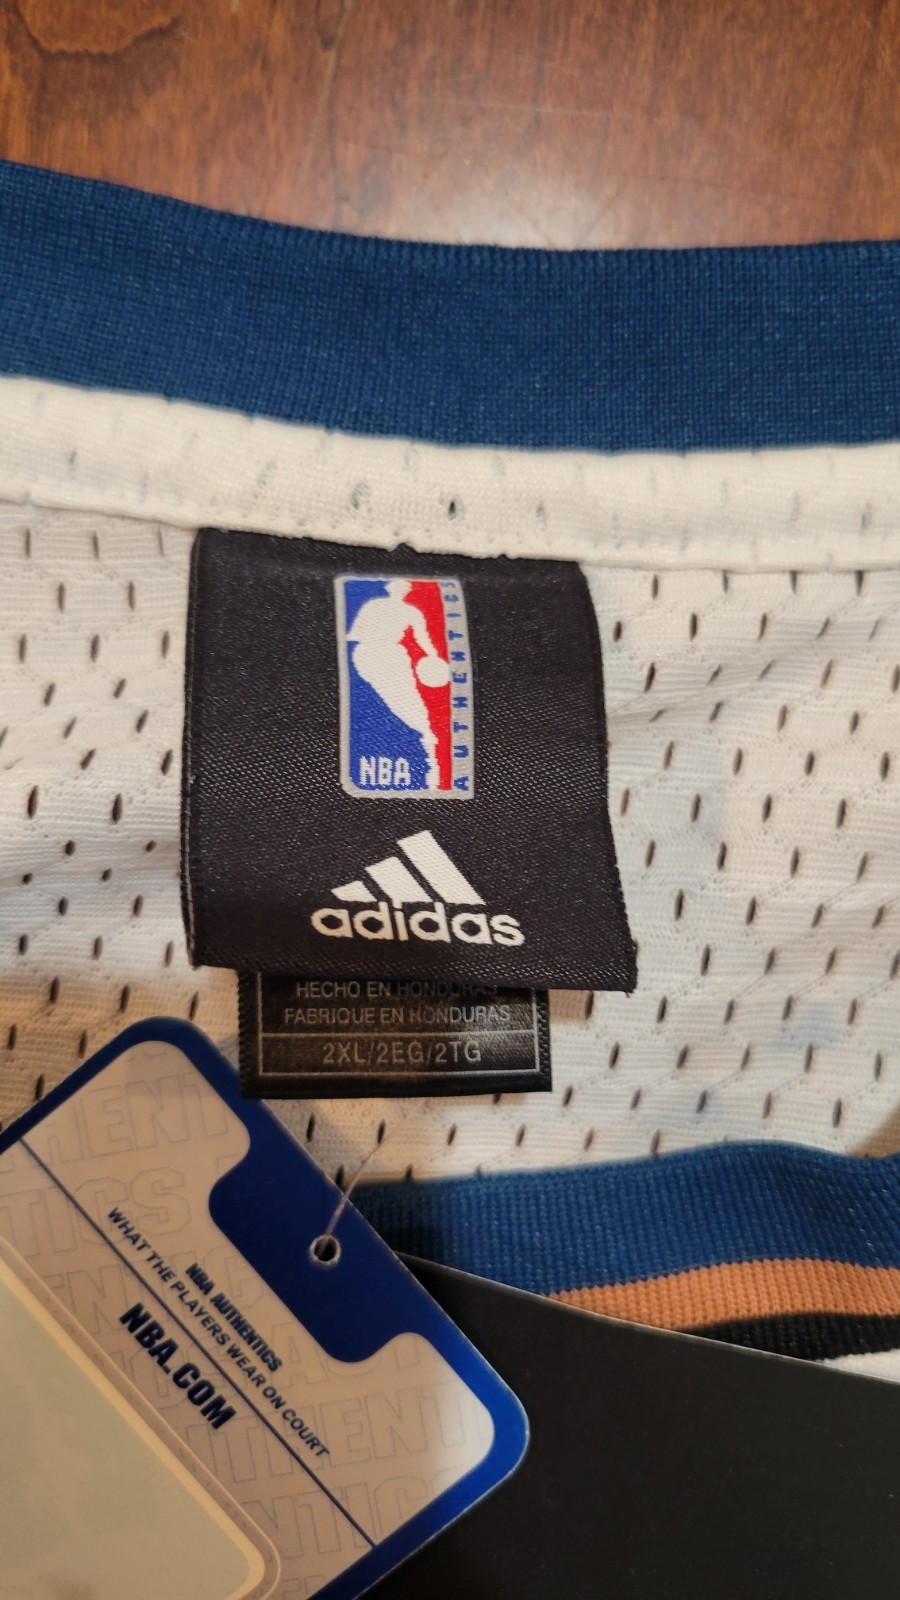 NBA
AUTHENTICS
adidas
HECHO EN HONDURAS
FABRIQUE EN HONDURAS
2XL/2EG/2TG
NBA AUTHENTICS
WHAT THE PLAYERS WEAR ON COURT
NBA.COM